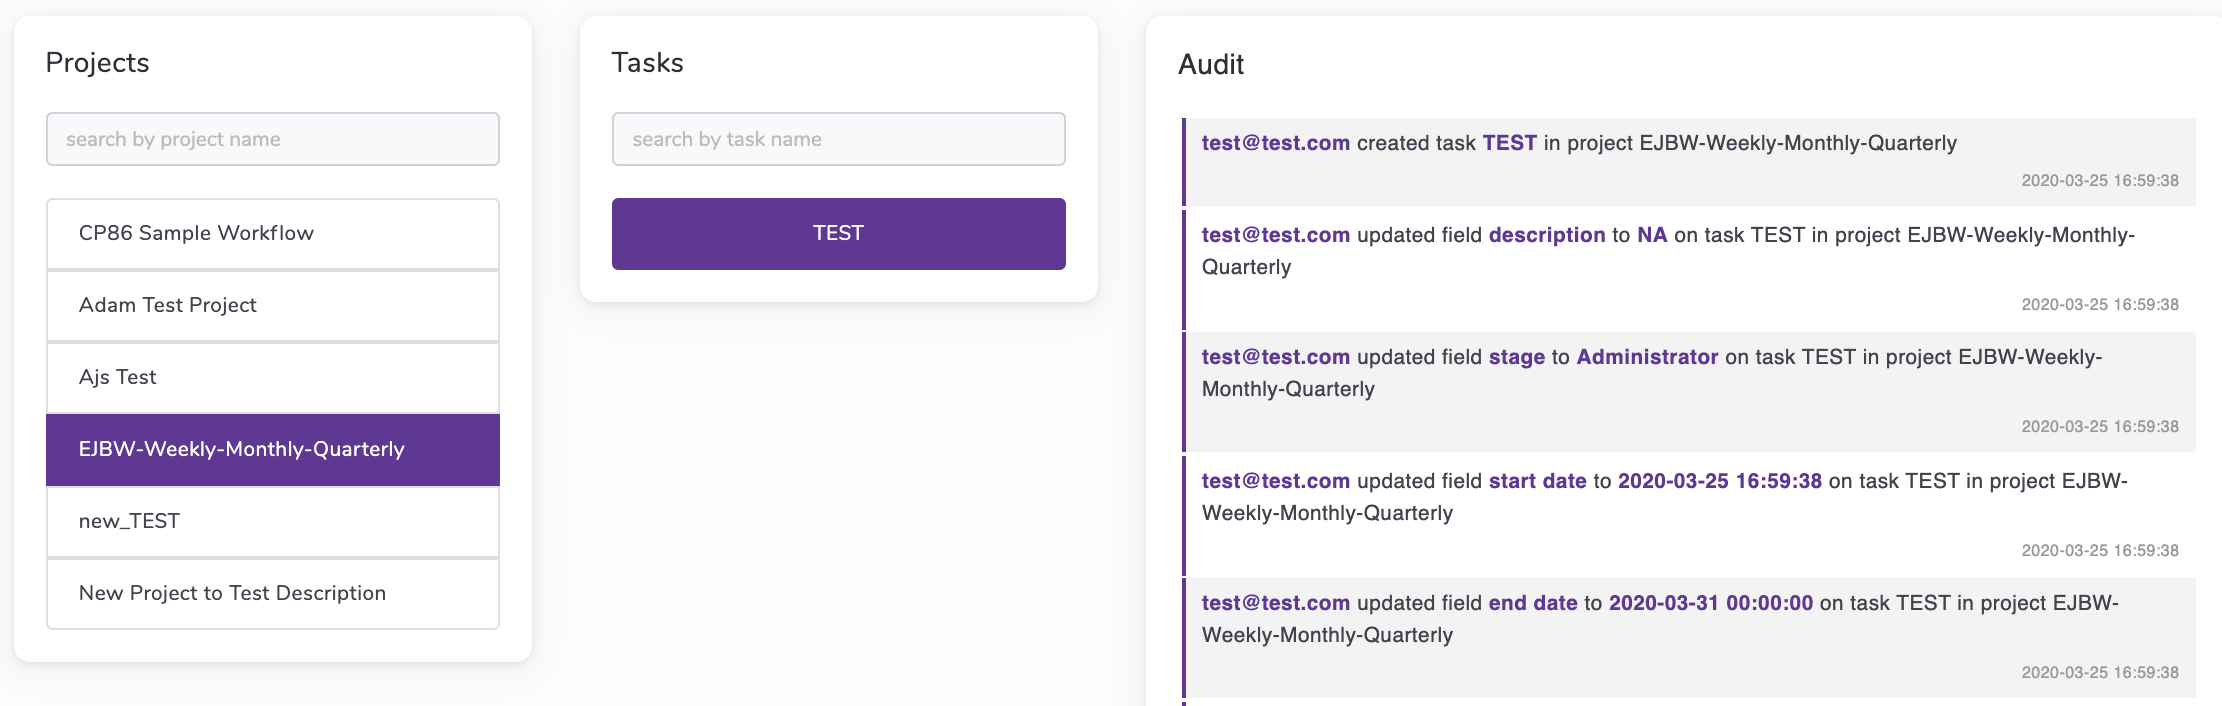 Projects
search by project name
CP86 Sample Workflow
Adam Test Project
Ajs Test
EJBW-Weekly-Monthly-Quarterly
new_TEST
New Project to Test Description
Tasks
search by task name
TEST
Audit
test@test.com created task TEST in project EJBW-Weekly-Monthly-Quarterly
2020-03-25 16:59:38
test@test.com updated field description to NA on task TEST in project EJBW-Weekly-Monthly-
Quarterly
2020-03-25 16:59:38
test@test.com updated field stage to Administrator on task TEST in project EJBW-Weekly-
Monthly-Quarterly
2020-03-25 16:59:38
test@test.com updated field start date to 2020-03-25 16:59:38 on task TEST in project EJBW-
Weekly-Monthly-Quarterly
2020-03-25 16:59:38
test@test.com updated field end date to 2020-03-31 00:00:00 on task TEST in project EJBW-
Weekly-Monthly-Quarterly
2020-03-25 16:59:38